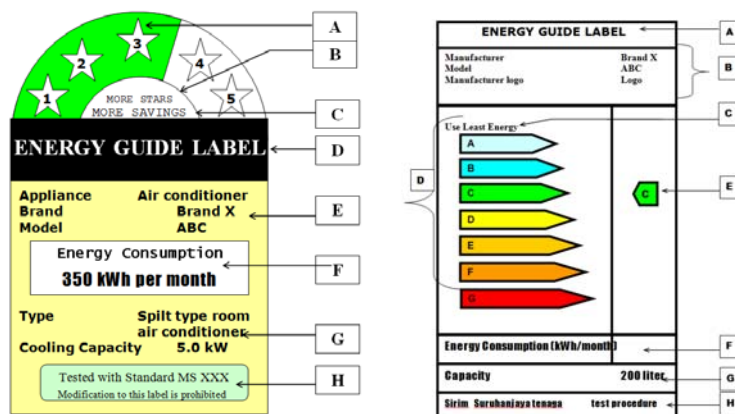 3
2
4
1
5
MORE STARS
MORE SAVINGS
ENERGY GUIDE LABEL
Appliance Air conditioner
Brand Brand X
Model ABC
Energy Consumption
350 kWh per month
Type Spilt type room
air conditioner
Cooling Capacity 5.0 kW
Tested with Standard MS XXX
Modification to this label is prohibited
A
B
C
D
E
F
G
H
ENERGY GUIDE LABEL
Manufacturer Brand X
Model ABC
Manufacturer logo Logo
Use Least Energy
A
B
C
D
E
F
G
C
Energy Consumption (kWh/month)
Capacity 200 liter
Sirim Suruhanjaya tenaga test procedure
A
B
C
D
E
F
G
H